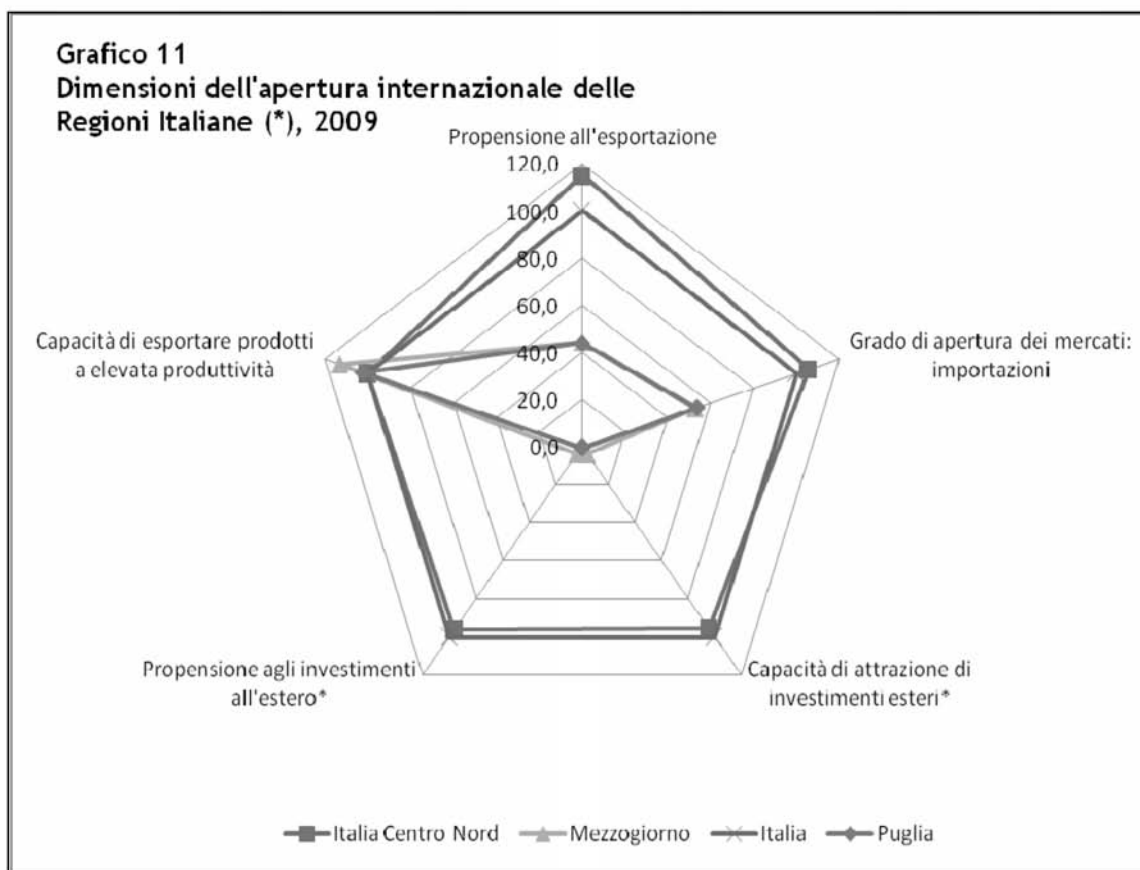 Grafico 11
Dimensioni dell'apertura internazionale delle
Regioni Italiane (*), 2009
Propensione all'esportazione
120,0
100,0
80,0
60,0
40,0
20,0
0,0
Grado di apertura dei mercati:
importazioni
Capacità di attrazione di
investimenti esteri*
Propensione agli investimenti
all'estero*
Capacità di esportare prodotti
a elevata produttività
Italia Centro Nord
Mezzogiorno
Italia
Puglia